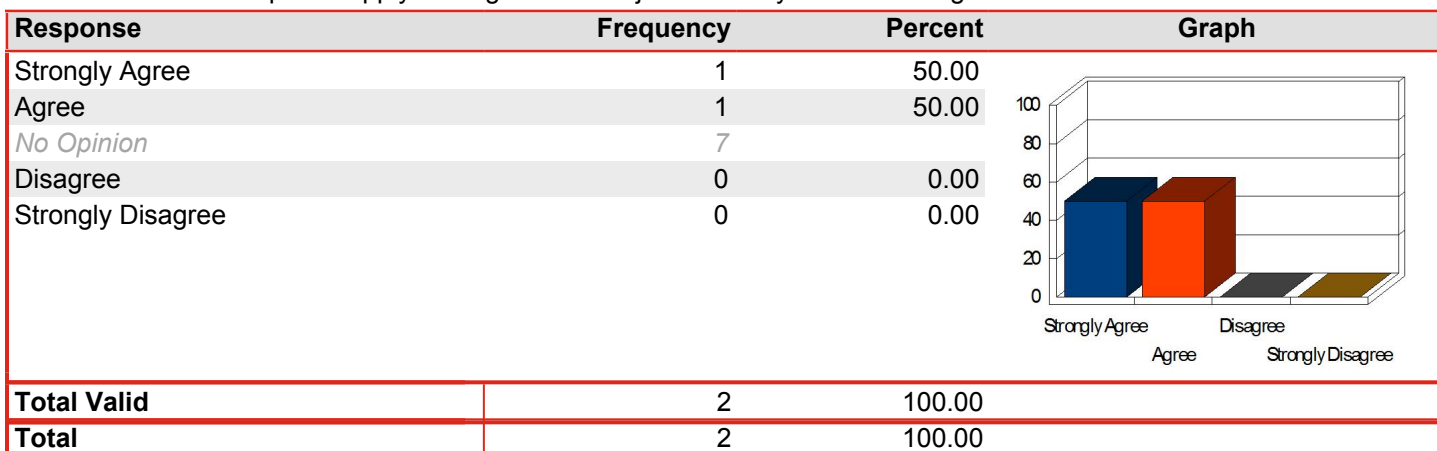 Response Frequency Percent Graph
Strongly Agree 1 50.00
Agree 1 50.00
No Opinion 7
Disagree 0 0.00
Strongly Disagree 0 0.00
100
80
60
40
20
0
Strongly Agree Disagree
Agree Strongly Disagree
Total Valid 2 100.00
Total 2 100.00